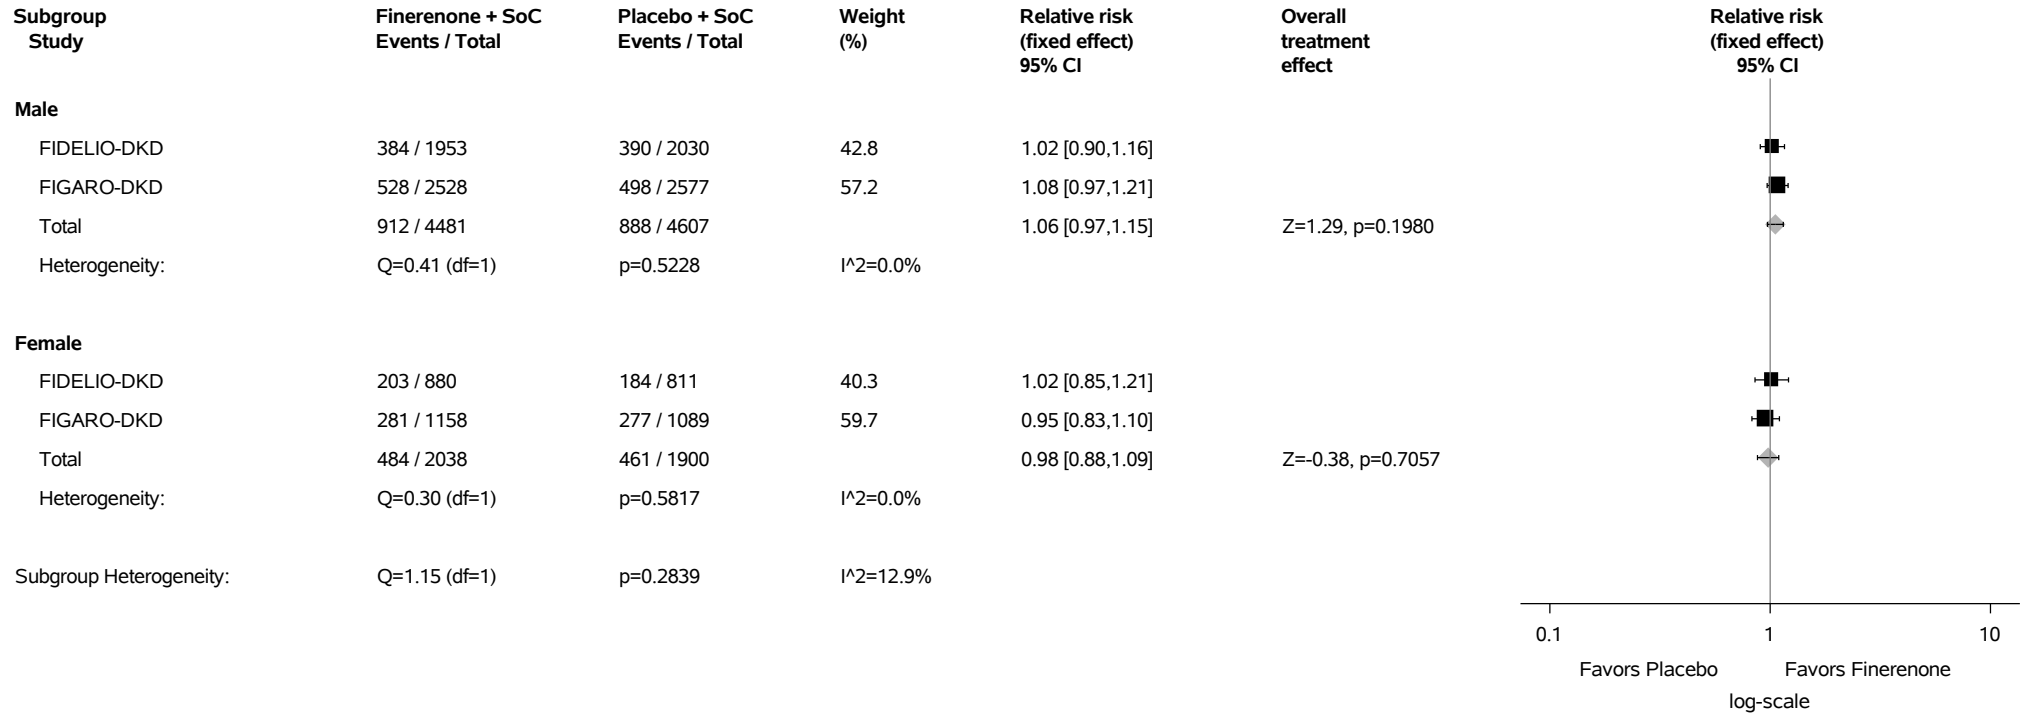 Subgroup Finerenone + SoC Placebo + SoC Weight Relative risk Overall Relative risk
Study Events / Total Events / Total (%) (fixed effect) treatment (fixed effect)
95% CI effect 95% CI
Male
FIDELIO-DKD 384 / 1953 390 / 2030 42.8 1.02 [0.90,1.16]
FIGARO-DKD 528 / 2528 498 / 2577 57.2 1.08 [0.97,1.21]
Total 912 / 4481 888 / 4607 1.06 [0.97,1.15] Z=1.29, p=0.1980
Heterogeneity: Q=0.41 (df=1) p=0.5228 I^2=0.0%
Female
FIDELIO-DKD 203 / 880 184 / 811 40.3 1.02 [0.85,1.21]
FIGARO-DKD 281 / 1158 277 / 1089 59.7 0.95 [0.83,1.10]
Total 484 / 2038 461 / 1900 0.98 [0.88,1.09] Z=-0.38, p=0.7057
Heterogeneity: Q=0.30 (df=1) p=0.5817 I^2=0.0%
Subgroup Heterogeneity: Q=1.15 (df=1) p=0.2839 I^2=12.9%
0.1 1 10
Favors Placebo Favors Finerenone
log-scale